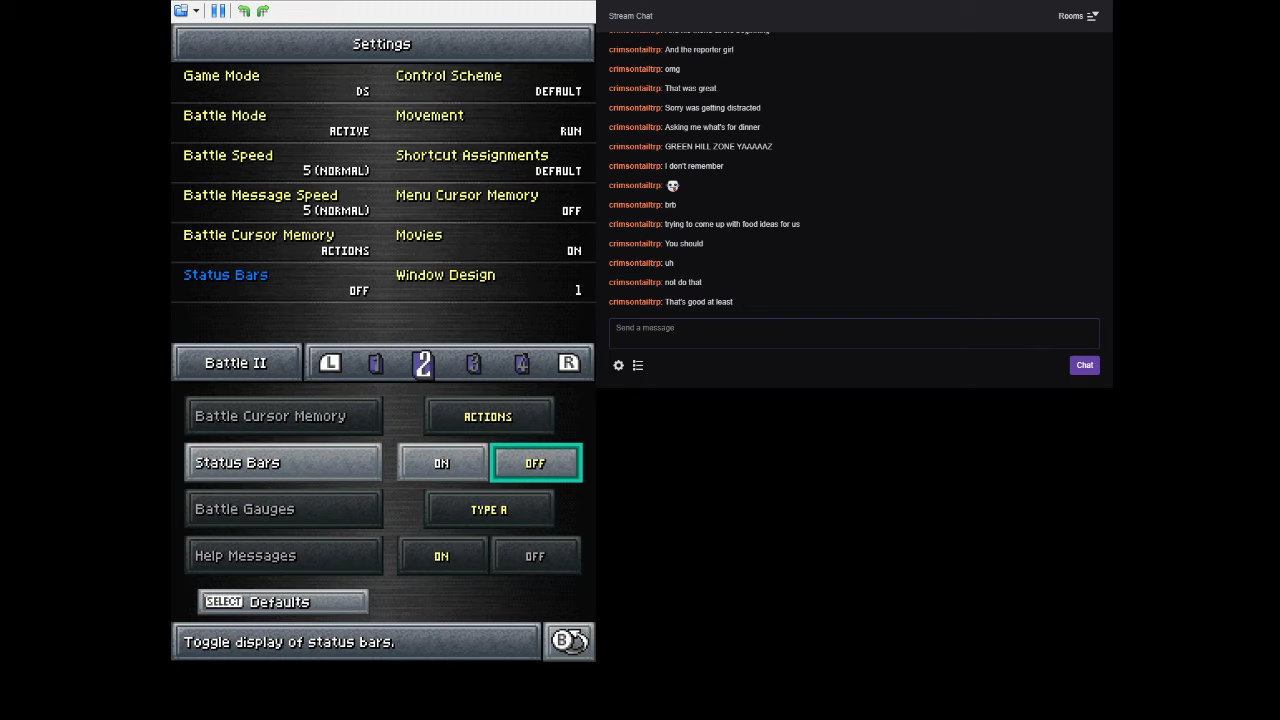 Settings
Game Mode
DS
Control Scheme
DEFAULT
Battle Mode
ACTIVE
Movement
RUN
Battle Speed
5 (NORMAL)
Shortcut Assignments
DEFAULT
Battle Message Speed
5 (NORMAL)
Menu Cursor Memory
OFF
Battle Cursor Memory
ACTIONS
Movies
ON
Status Bars
OFF
Window Design
1
Battle II
L 1 2 3 4 R
Battle Cursor Memory ACTIONS
Status Bars ON OFF
Battle Gauges TYPE A
Help Messages ON OFF
SELECT Defaults
Toggle display of status bars.
B
Stream Chat
Rooms
crimsontailtrp: And the reporter girl
crimsontailtrp: omg
crimsontailtrp: That was great
crimsontailtrp: Sorry was getting distracted
crimsontailtrp: Asking me what's for dinner
crimsontailtrp: GREEN HILL ZONE YAAAAAZ
crimsontailtrp: I don't remember
crimsontailtrp:
crimsontailtrp: brb
crimsontailtrp: trying to come up with food ideas for us
crimsontailtrp: You should
crimsontailtrp: uh
crimsontailtrp: nol do that
crimsontailtrp: That's good at least
Send a message
Chat